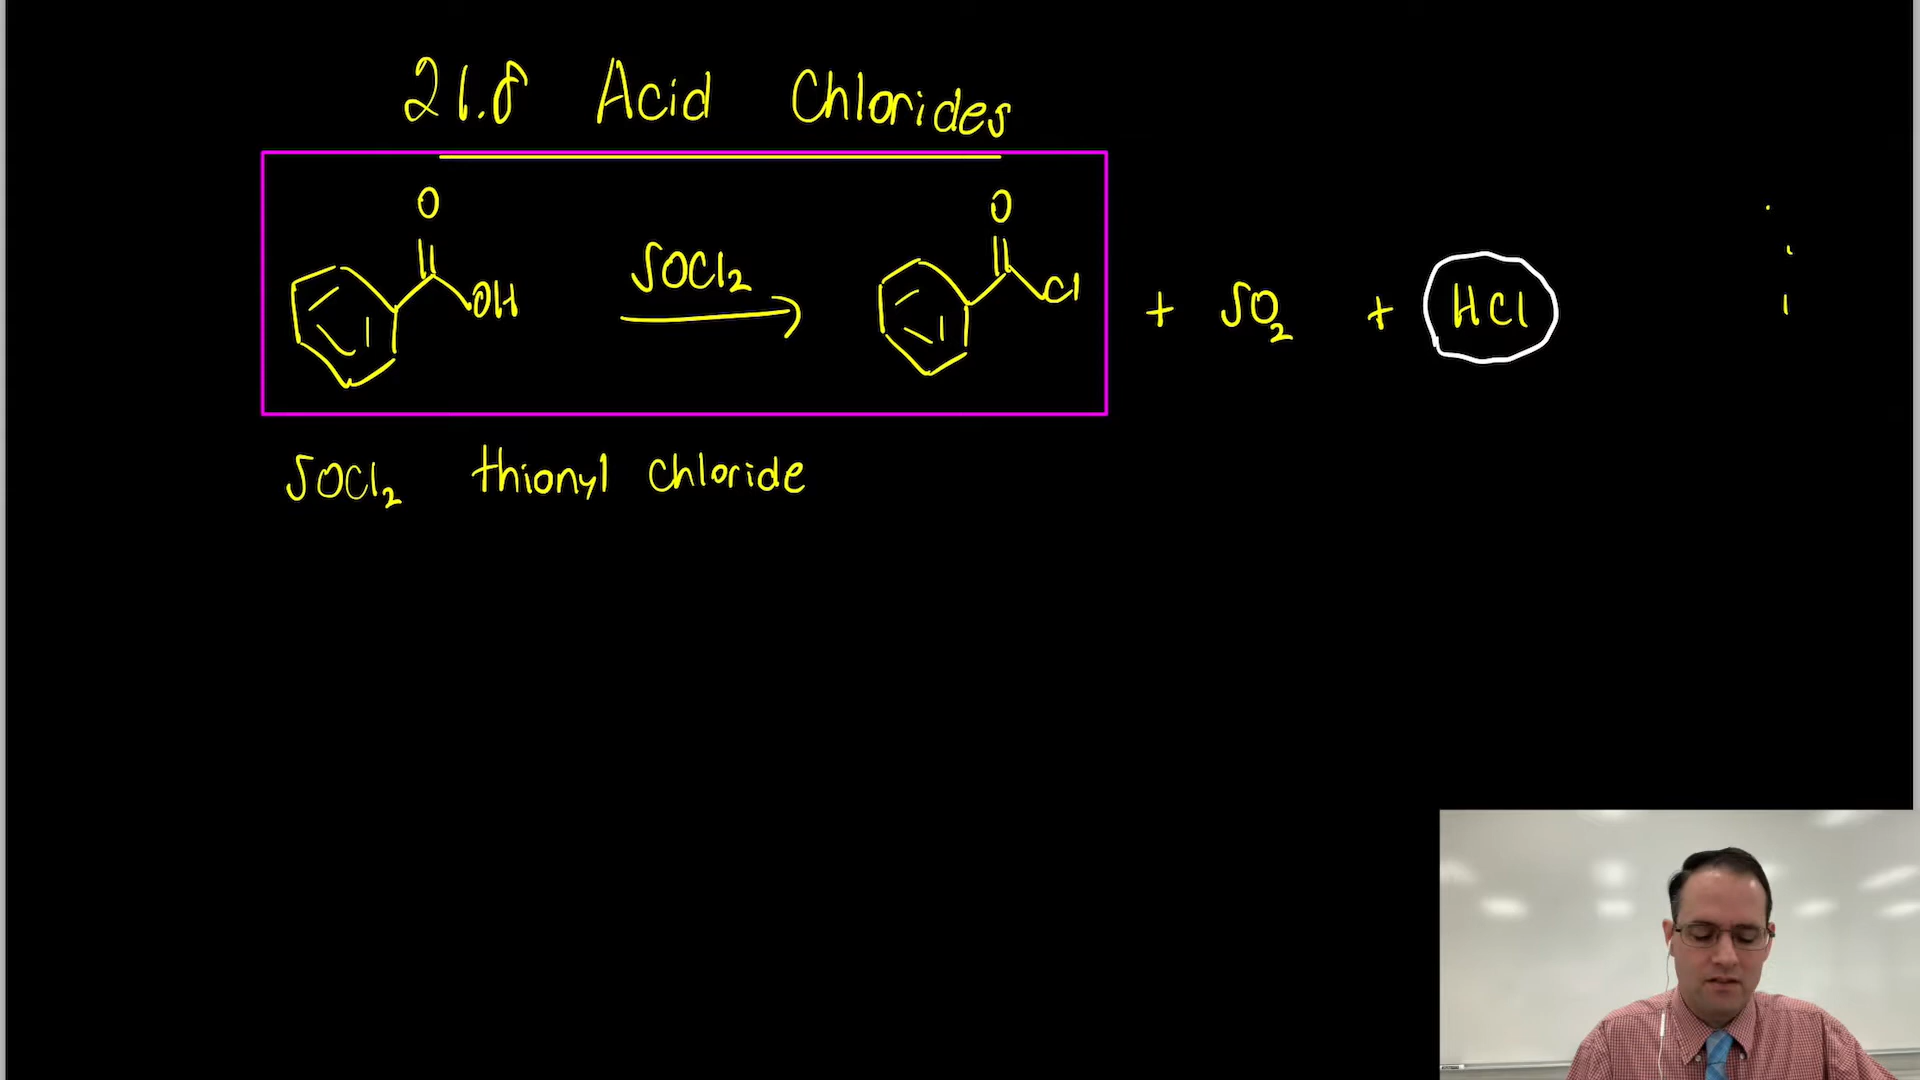 21.8 Acid Chlorides
O O
SOCl2
OH Cl + SO2 + HCl
SOCl2 thionyl chloride